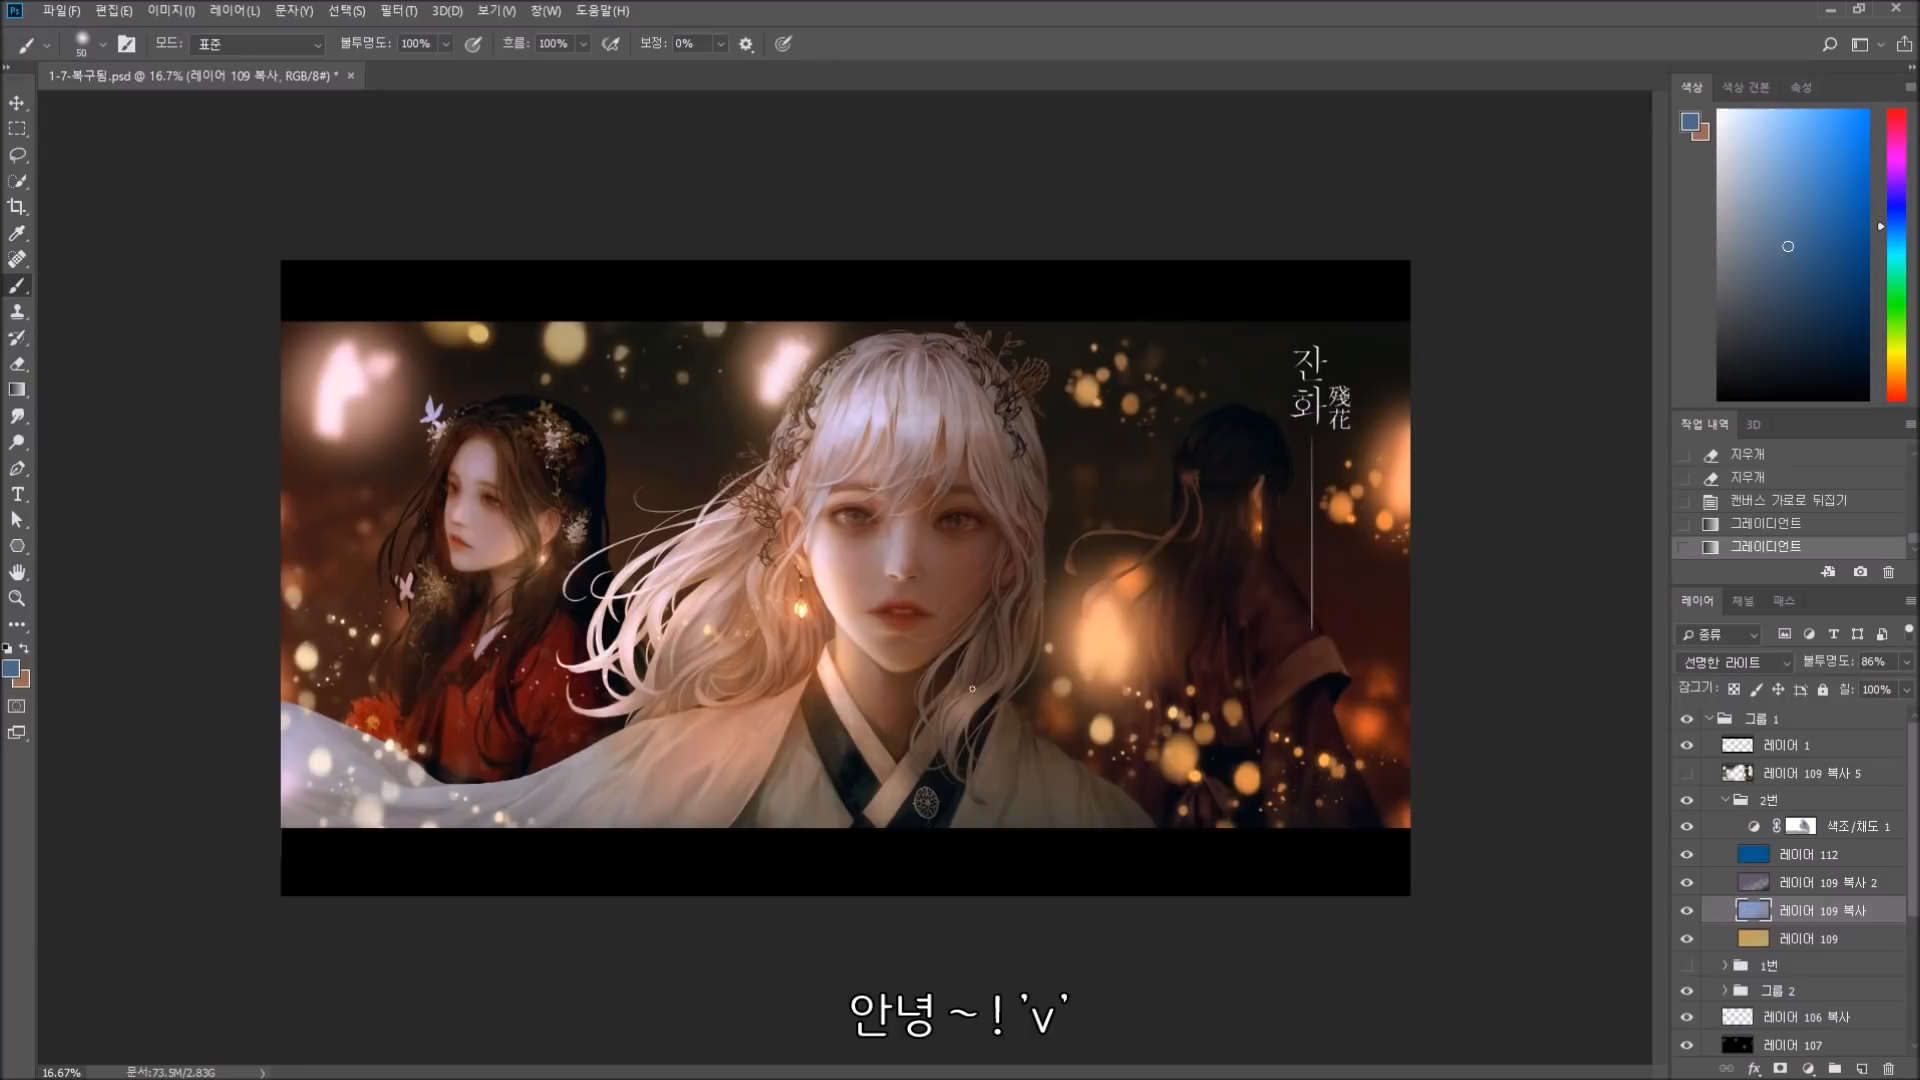 Ps 파일(F) 편집(E) 이미지(I) 레이어(L) 문자(Y) 선택(S) 필터(T) 3D(D) 보기(V) 창(W) 도움말(H)
50 모드: 표준 불투명도: 100% 흐름: 100% 보정: 0%
1-7-복구됨.psd @ 16.7% (레이어 109 복사, RGB/8#) * ×
색상 색상 견본 속성
잔화
殘花
작업 내역 3D
지우개
지우개
캔버스 가로로 뒤집기
그레이디언트
그레이디언트
레이어 채널 패스
종류
선명한 라이트 불투명도: 86%
잠그기: 칠: 100%
그룹 1
레이어 1
레이어 109 복사 5
2번
색조/채도 1
레이어 112
레이어 109 복사 2
레이어 109 복사
레이어 109
1번
그룹 2
레이어 106 복사
레이어 107
안녕 ~ ! 'v'
16.67% 문서:73.5M/2.83G